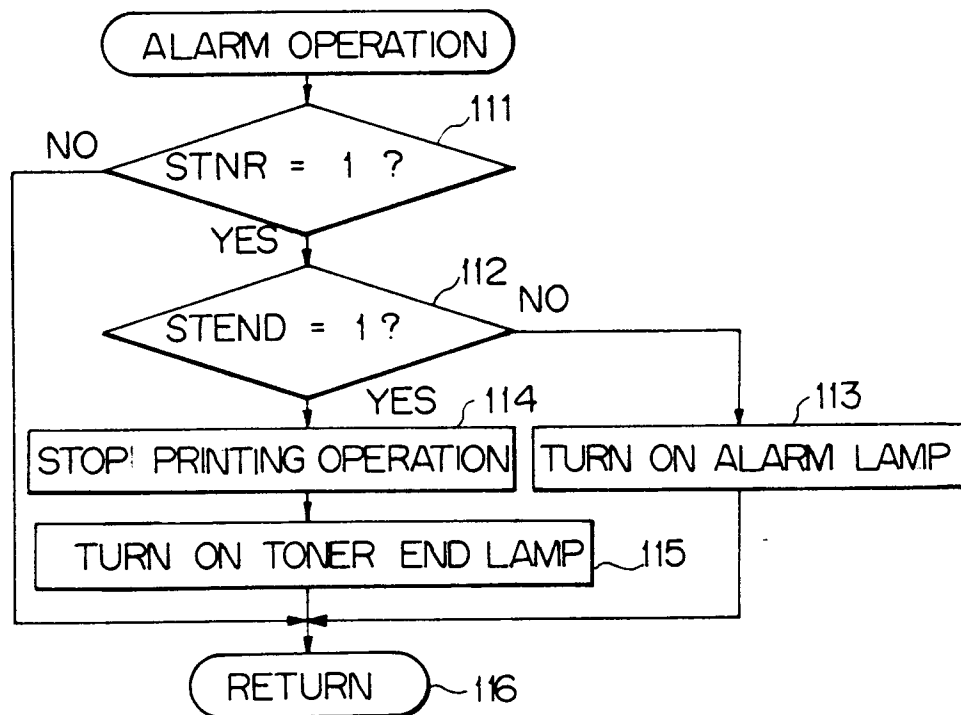 ALARM OPERATION
111
NO
STNR = 1 ?
YES
112
STEND = 1 ?
NO
YES
114
113
STOP! PRINTING OPERATION
TURN ON ALARM LAMP
TURN ON TONER END LAMP
115
RETURN
116